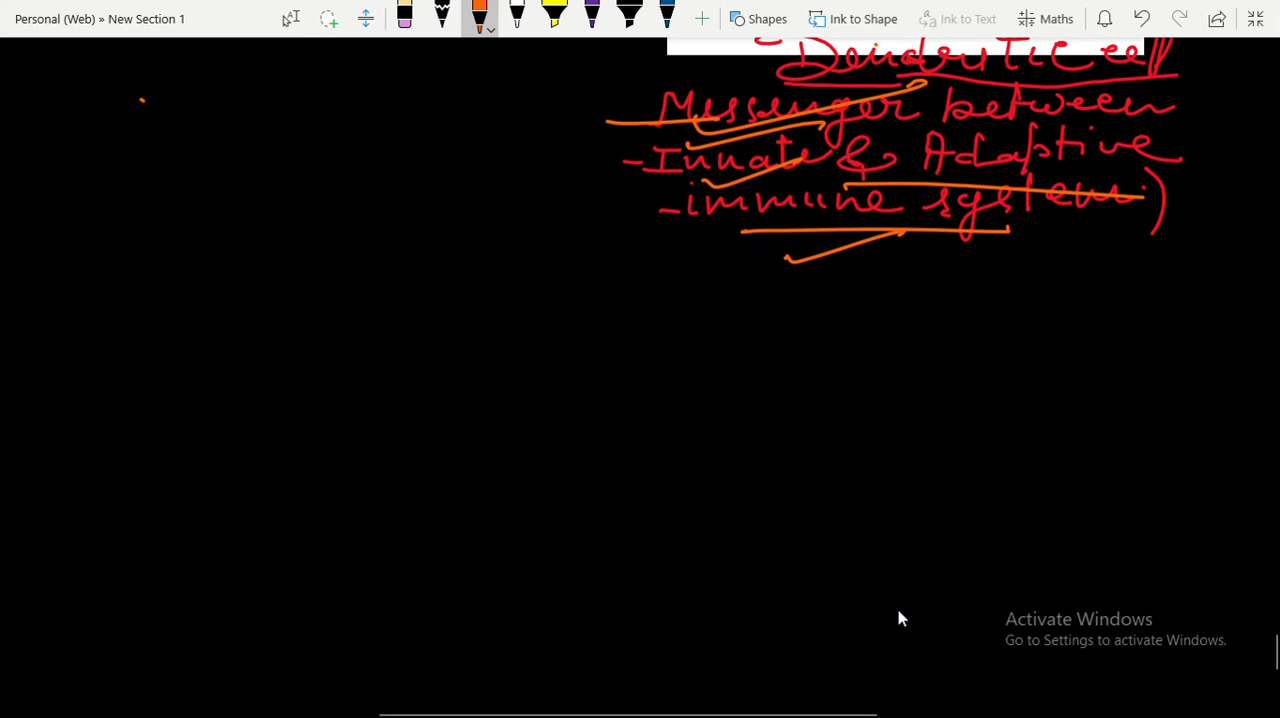 Personal (Web) » New Section 1
Shapes
Ink to Shape
Ink to Text
Maths
Dendritic cell
Messenger between
-Innate & Adaptive
-immune system)
Activate Windows
Go to Settings to activate Windows.